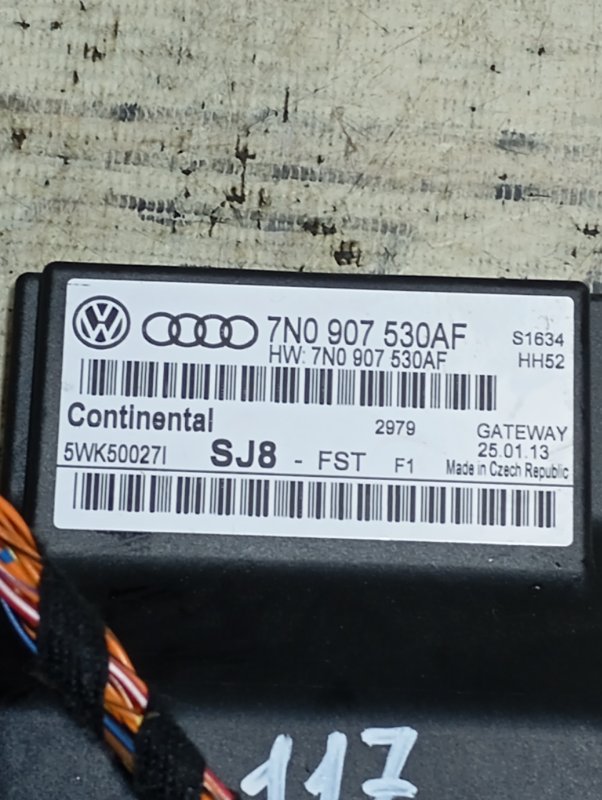 7N0 907 530AF S1634
HW: 7N0 907 530AF HH52
Continental 2979 GATEWAY
5WK50027I SJ8 - FST F1 25.01.13
Made in Czech Republic
117